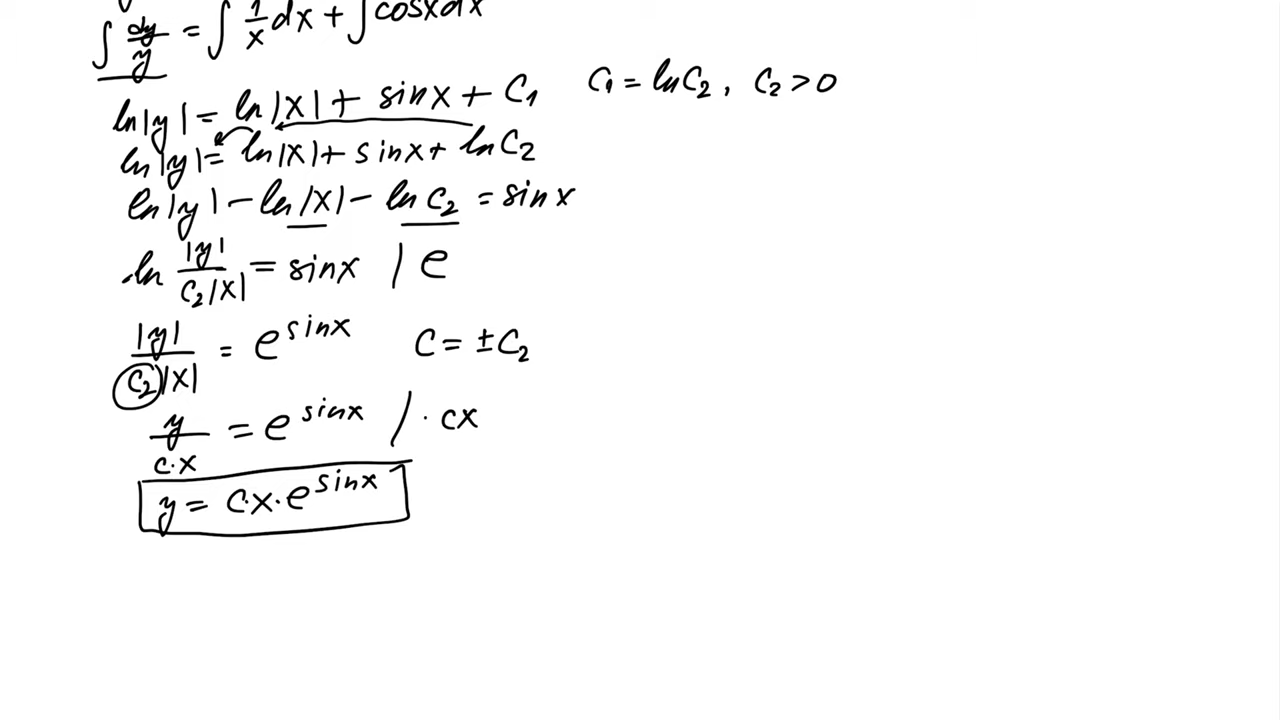 ∫ dy/y = ∫ 1/x dx + ∫ cosx dx
ln|y| = ln|x| + sinx + C₁ C₁ = lnC₂, C₂ > 0
ln|y| = ln|x| + sinx + lnC₂
ln|y| - ln|x| - lnC₂ = sinx
ln |y|/C₂|x| = sinx | e
|y|/C₂|x| = e^sinx C = ±C₂
y/C·x = e^sinx / · cx
y = C·x·e^sinx